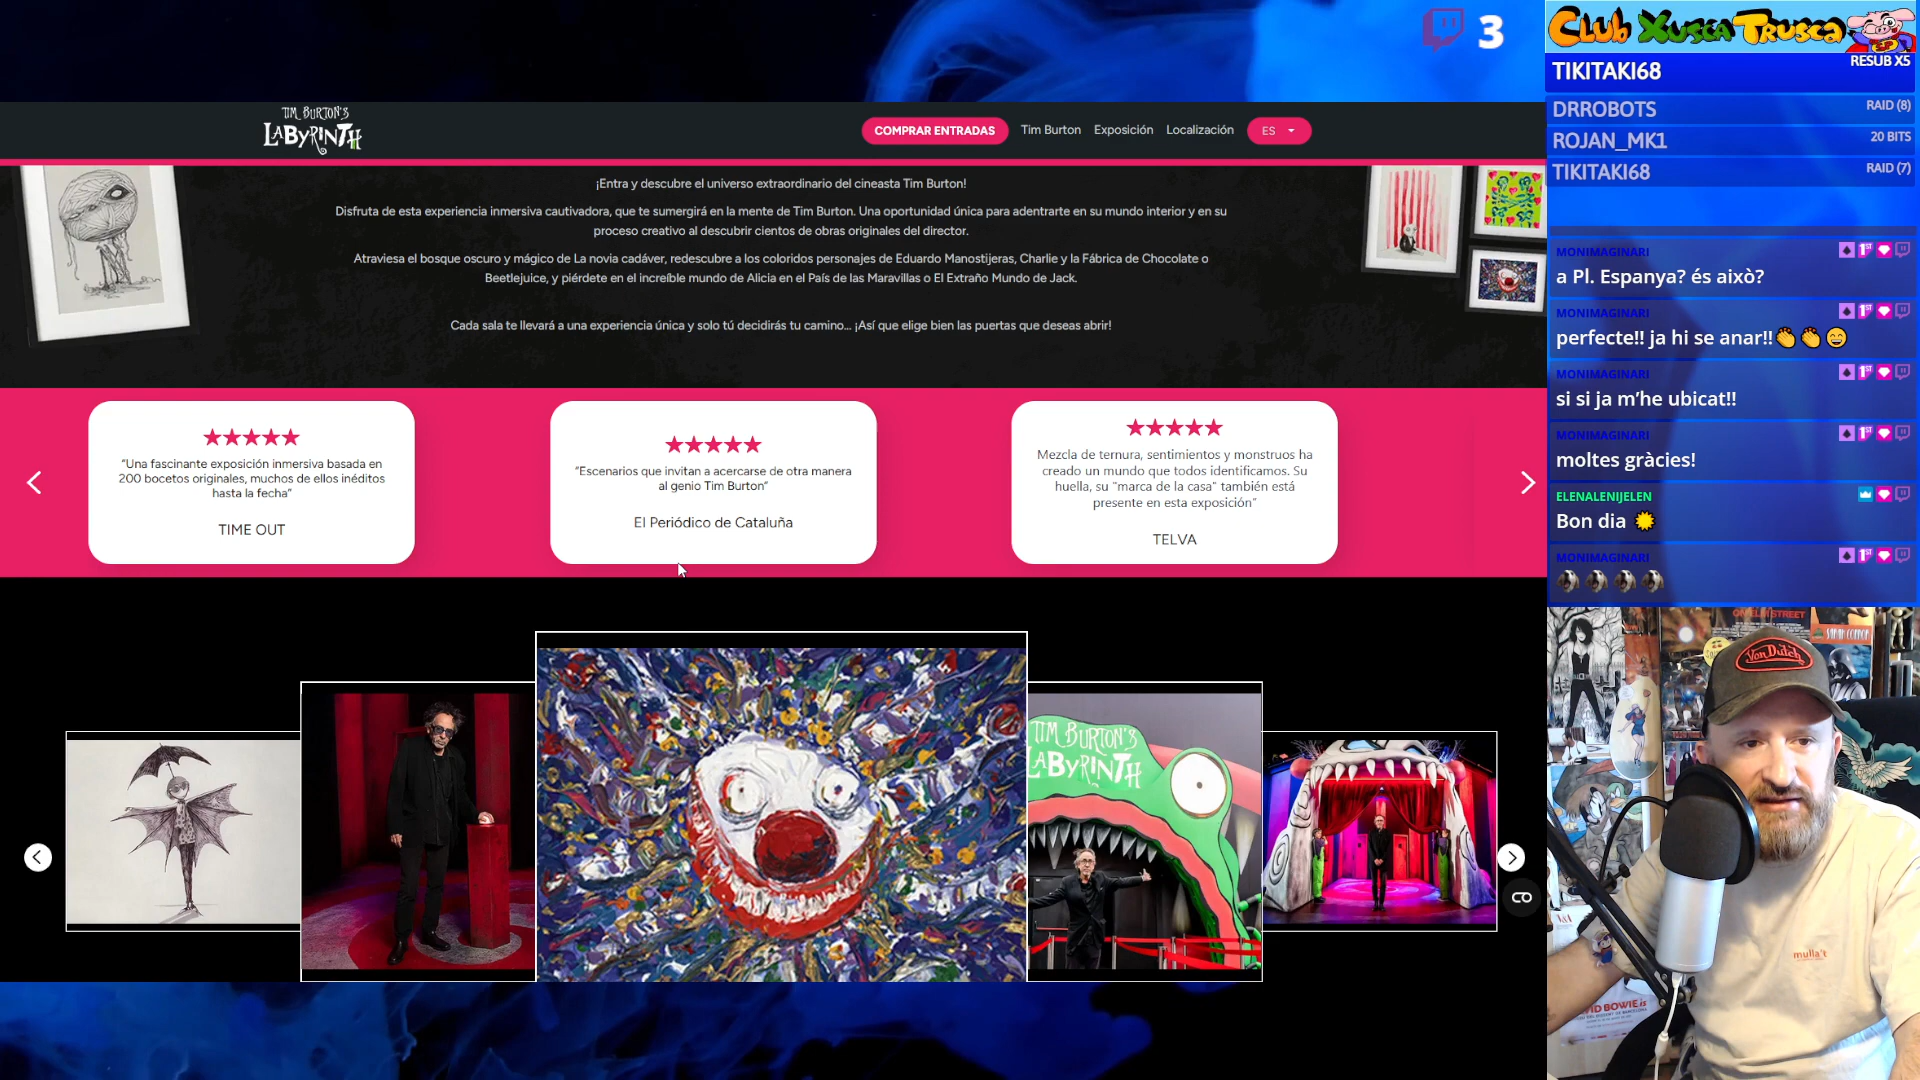 3
TIM BURTON'S
LABYRINTH
COMPRAR ENTRADAS
Tim Burton
Exposición
Localización
ES
¡Entra y descubre el universo extraordinario del cineasta Tim Burton!
Disfruta de esta experiencia inmersiva cautivadora, que te sumergirá en la mente de Tim Burton. Una oportunidad única para adentrarte en su mundo interior y en su
proceso creativo al descubrir cientos de obras originales del director.
Atraviesa el bosque oscuro y mágico de La novia cadáver, redescubre a los coloridos personajes de Eduardo Manostijeras, Charlie y la Fábrica de Chocolate o
Beetlejuice, y piérdete en el increíble mundo de Alicia en el País de las Maravillas o El Extraño Mundo de Jack.
Cada sala te llevará a una experiencia única y solo tú decidirás tu camino... ¡Así que elige bien las puertas que deseas abrir!
"Una fascinante exposición inmersiva basada en
200 bocetos originales, muchos de ellos inéditos
hasta la fecha"
TIME OUT
"Escenarios que invitan a acercarse de otra manera
al genio Tim Burton"
El Periódico de Cataluña
Mezcla de ternura, sentimientos y monstruos ha
creado un mundo que todos identificamos. Su
huella, su "marca de la casa" también está
presente en esta exposición"
TELVA
TIM BURTON'S
LABYRINTH
Club XuscaTrusca
TIKITAKI68
RESUB X5
DRROBOTS
RAID (8)
ROJAN_MK1
20 BITS
TIKITAKI68
RAID (7)
MONIMAGINARI
a Pl. Espanya? és això?
MONIMAGINARI
perfecte!! ja hi se anar!!👏👏😄
MONIMAGINARI
si si ja m'he ubicat!!
MONIMAGINARI
moltes gràcies!
ELENALENIJELEN
Bon dia 🌞
MONIMAGINARI
ON ELM STREET
SARAH CONNOR
Von Dutch
mulla't
DAVID BOWIE is